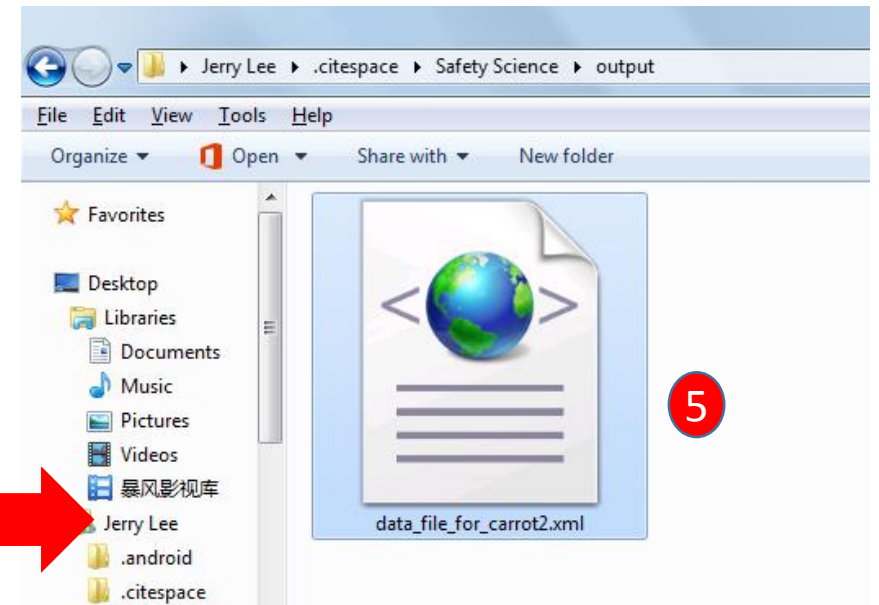 Jerry Lee ▸ .citespace ▸ Safety Science ▸ output
File Edit View Tools Help
Organize Open Share with New folder
Favorites
Desktop
Libraries
Documents
Music
Pictures
Videos
暴风影视库
Jerry Lee
.android
.citespace
data_file_for_carrot2.xml
5